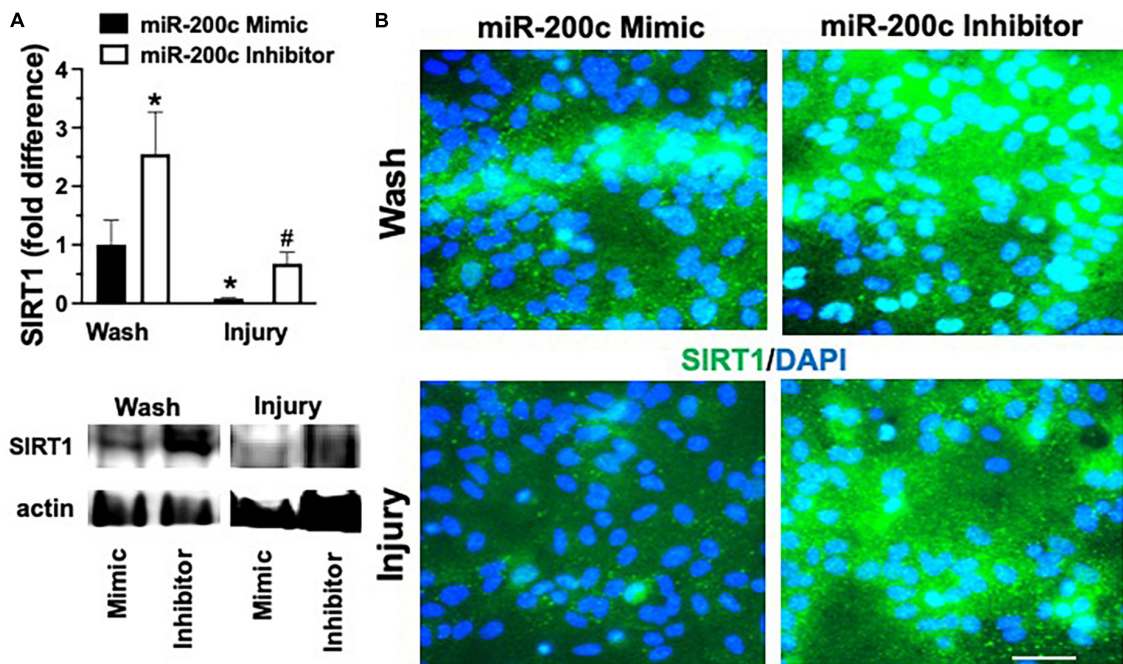 A
miR-200c Mimic
miR-200c Inhibitor
SIRT1 (fold difference)
4
3
2
1
0
*
*
#
Wash
Injury
Wash
Injury
SIRT1
actin
Mimic
Inhibitor
Mimic
Inhibitor
B
miR-200c Mimic
miR-200c Inhibitor
Wash
SIRT1/DAPI
Injury